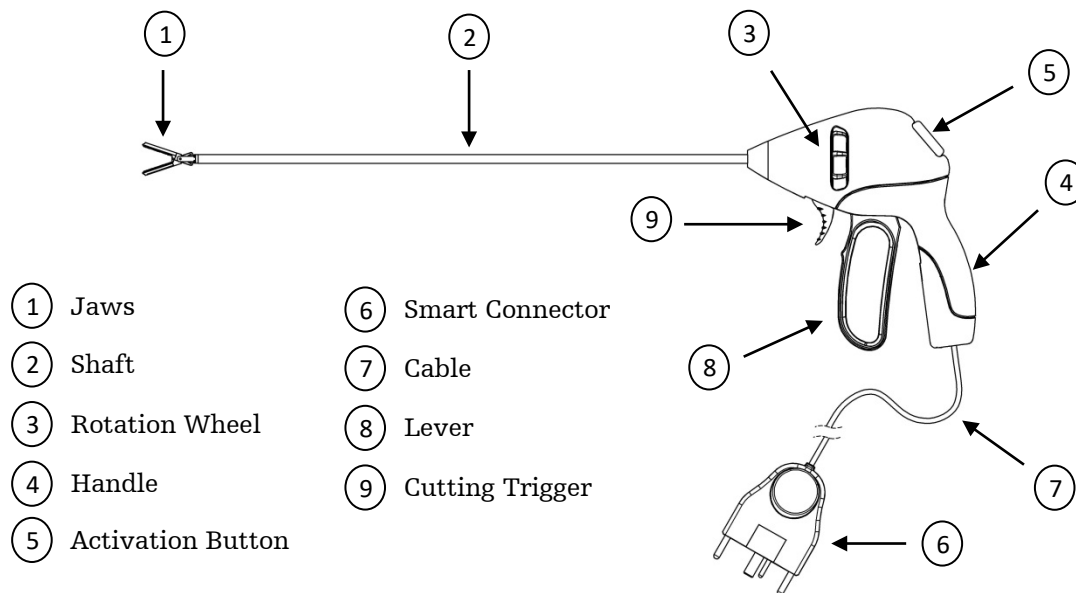 1
2
3
5
4
9
8
7
6
1 Jaws
2 Shaft
3 Rotation Wheel
4 Handle
5 Activation Button
6 Smart Connector
7 Cable
8 Lever
9 Cutting Trigger